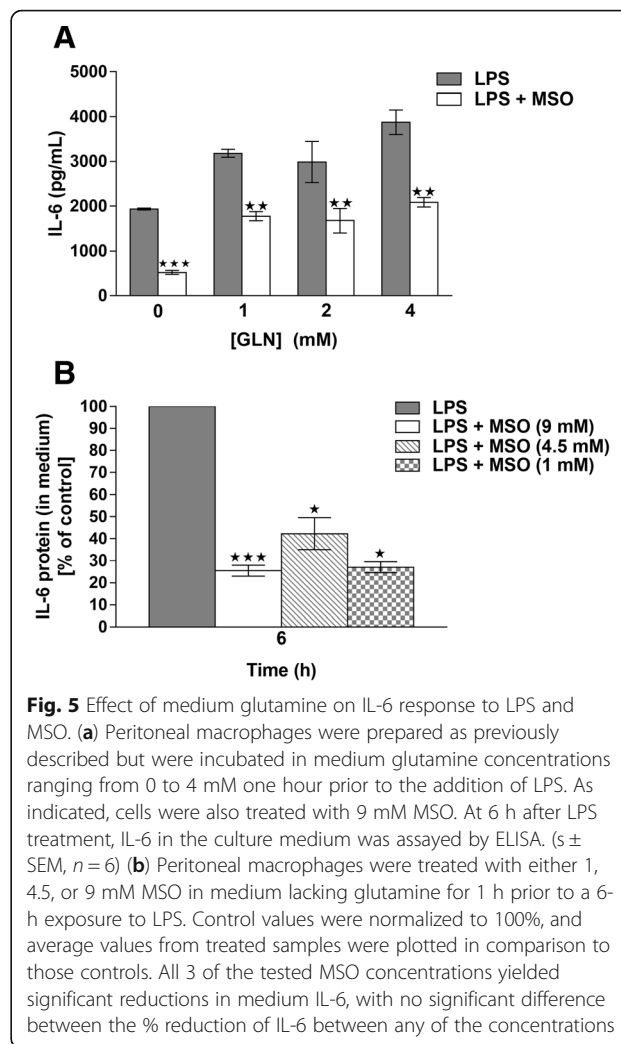 A
5000
4000
3000
2000
1000
0
IL-6 (pg/mL)
LPS
LPS + MSO
★★★
★★
★★
★★
0 1 2 4
[GLN] (mM)
B
100
90
80
70
60
50
40
30
20
10
0
IL-6 protein (in medium)
[% of control]
LPS
LPS + MSO (9 mM)
LPS + MSO (4.5 mM)
LPS + MSO (1 mM)
★★★
★
★
6
Time (h)
Fig. 5 Effect of medium glutamine on IL-6 response to LPS and
MSO. (a) Peritoneal macrophages were prepared as previously
described but were incubated in medium glutamine concentrations
ranging from 0 to 4 mM one hour prior to the addition of LPS. As
indicated, cells were also treated with 9 mM MSO. At 6 h after LPS
treatment, IL-6 in the culture medium was assayed by ELISA. (s ±
SEM, n = 6) (b) Peritoneal macrophages were treated with either 1,
4.5, or 9 mM MSO in medium lacking glutamine for 1 h prior to a 6-
h exposure to LPS. Control values were normalized to 100%, and
average values from treated samples were plotted in comparison to
those controls. All 3 of the tested MSO concentrations yielded
significant reductions in medium IL-6, with no significant difference
between the % reduction of IL-6 between any of the concentrations